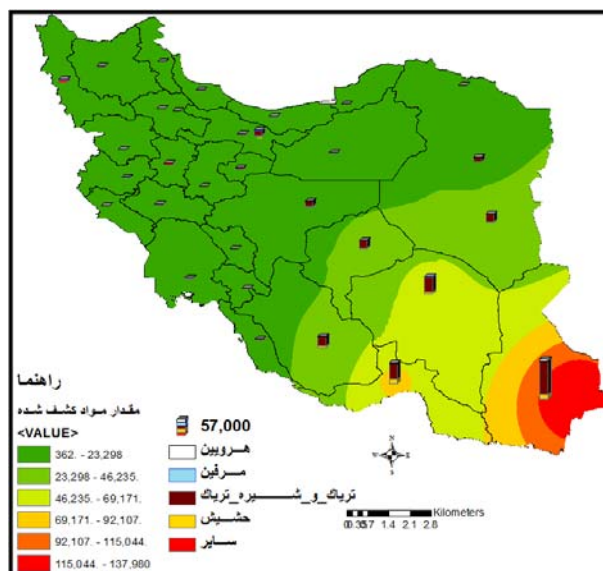 راهنما
مقدار مواد کشف شده
<VALUE>
362. - 23,298
23,298 - 46,235.
46,235. - 69,171.
69,171. - 92,107.
92,107. - 115,044.
115,044. - 137,980
57,000
هرویین
مرفین
تریاک_و_شیره_تریاک
حشیش
سایر
N
W
E
S
Kilometers
0 0.35 0.7 1.4 2.1 2.8